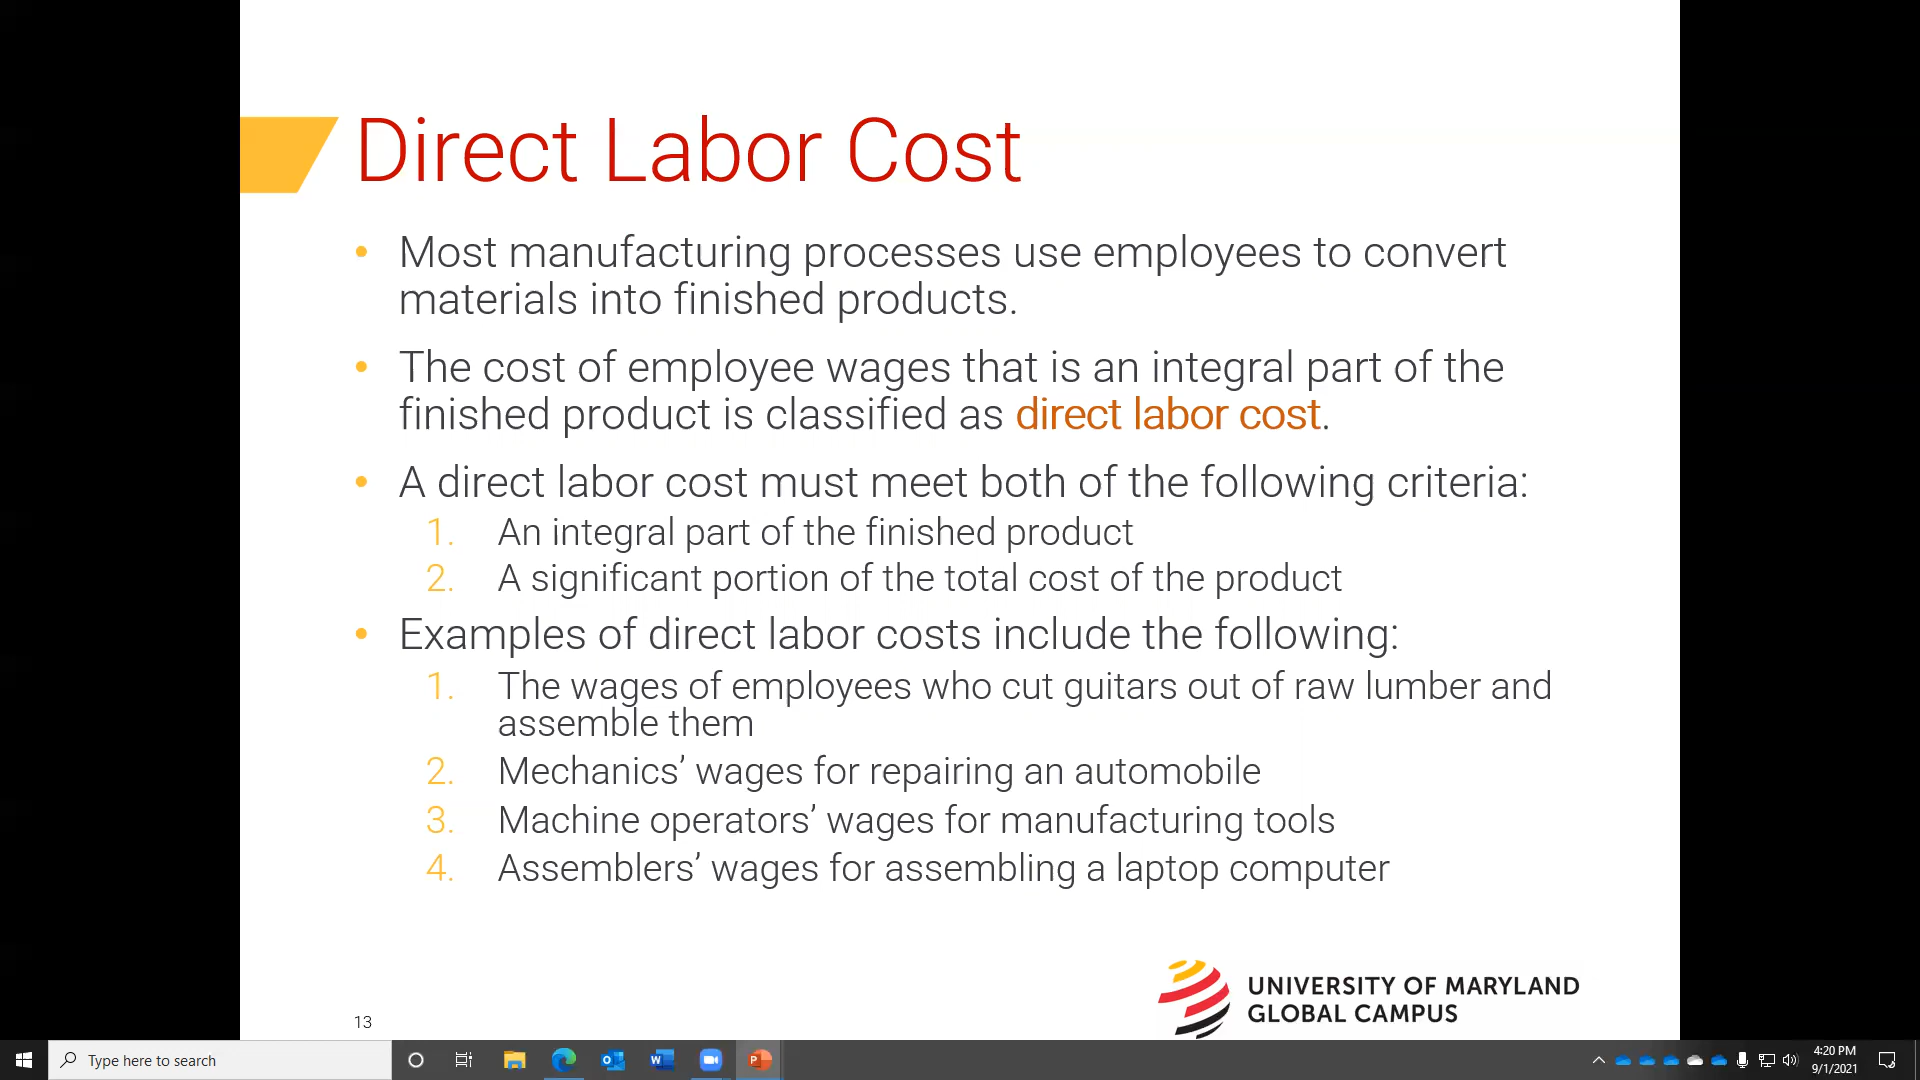 Direct Labor Cost
• Most manufacturing processes use employees to convert
materials into finished products.
• The cost of employee wages that is an integral part of the
finished product is classified as direct labor cost.
• A direct labor cost must meet both of the following criteria:
1. An integral part of the finished product
2. A significant portion of the total cost of the product
• Examples of direct labor costs include the following:
1. The wages of employees who cut guitars out of raw lumber and
assemble them
2. Mechanics’ wages for repairing an automobile
3. Machine operators’ wages for manufacturing tools
4. Assemblers’ wages for assembling a laptop computer
UNIVERSITY OF MARYLAND
GLOBAL CAMPUS
13
Type here to search
4:20 PM
9/1/2021